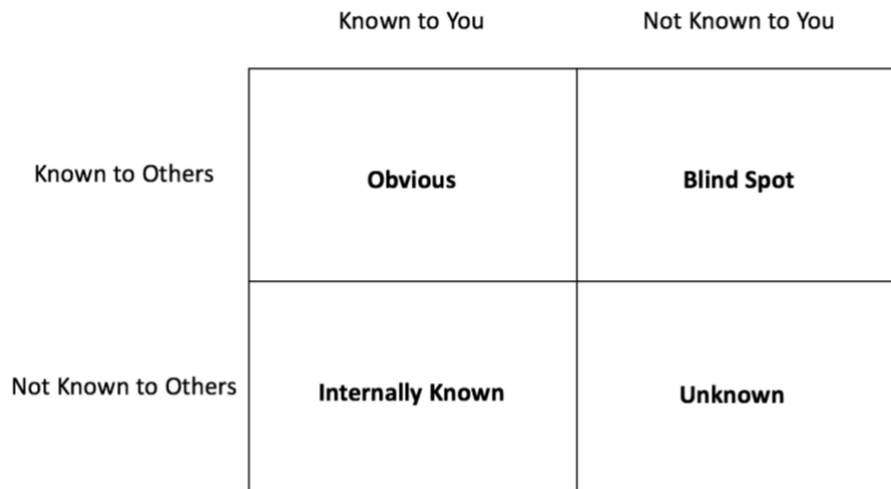 Known to You
Not Known to You
Known to Others
Obvious
Blind Spot
Not Known to Others
Internally Known
Unknown